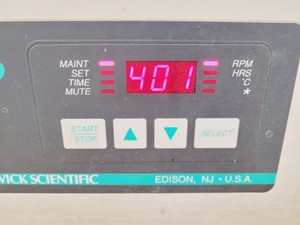 MAINT RPM
SET HRS
TIME °C
MUTE ★
401
START/STOP SELECT
WICK SCIENTIFIC EDISON, NJ • U.S.A.